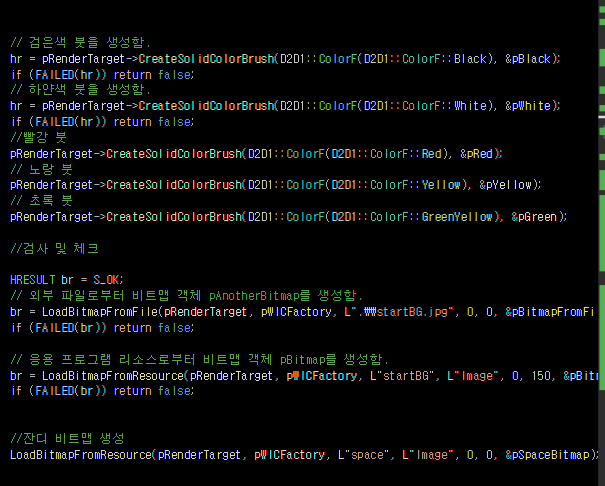 // 검은색 붓을 생성함.
hr = pRenderTarget->CreateSolidColorBrush(D2D1::ColorF(D2D1::ColorF::Black), &pBlack);
if (FAILED(hr)) return false;
// 하얀색 붓을 생성함.
hr = pRenderTarget->CreateSolidColorBrush(D2D1::ColorF(D2D1::ColorF::White), &pWhite);
if (FAILED(hr)) return false;
//빨강 붓
pRenderTarget->CreateSolidColorBrush(D2D1::ColorF(D2D1::ColorF::Red), &pRed);
// 노랑 붓
pRenderTarget->CreateSolidColorBrush(D2D1::ColorF(D2D1::ColorF::Yellow), &pYellow);
// 초록 붓
pRenderTarget->CreateSolidColorBrush(D2D1::ColorF(D2D1::ColorF::GreenYellow), &pGreen);
//검사 및 체크
HRESULT br = S_OK;
// 외부 파일로부터 비트맵 객체 pAnotherBitmap를 생성함.
br = LoadBitmapFromFile(pRenderTarget, pWICFactory, L".₩₩startBG.jpg", 0, 0, &pBitmapFromFi
if (FAILED(br)) return false;
// 응용 프로그램 리소스로부터 비트맵 객체 pBitmap를 생성함.
br = LoadBitmapFromResource(pRenderTarget, pWICFactory, L"startBG", L"Image", 0, 150, &pBit
if (FAILED(br)) return false;
//잔디 비트맵 생성
LoadBitmapFromResource(pRenderTarget, pWICFactory, L"space", L"Image", 0, 0, &pSpaceBitmap);